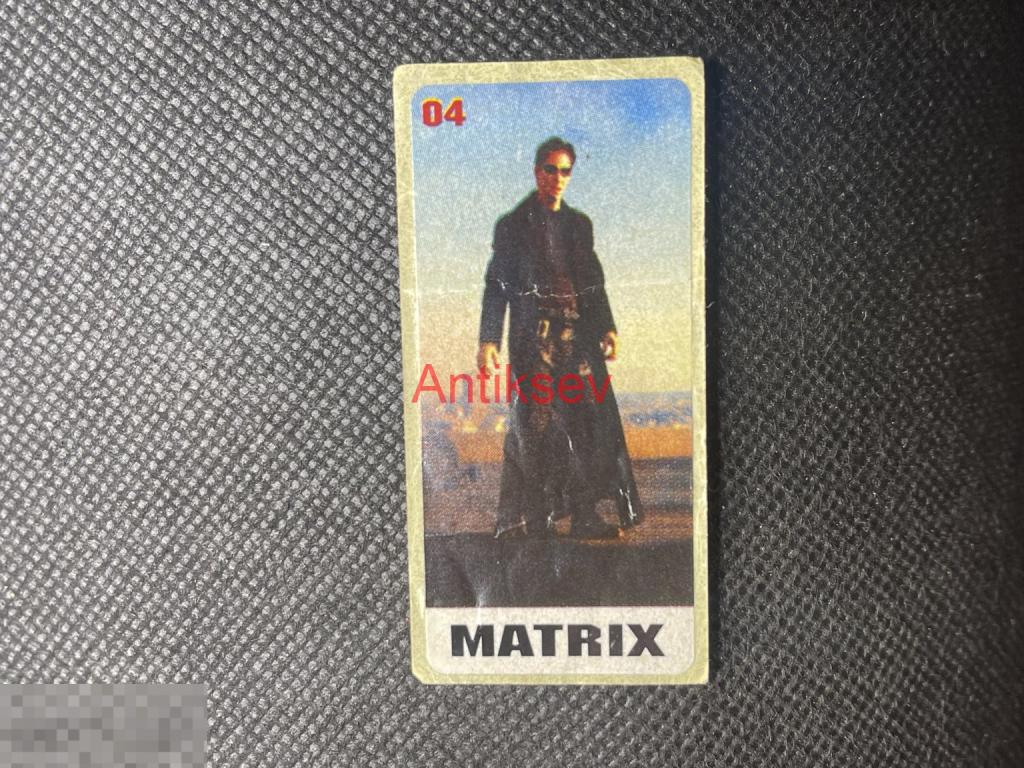 04
Antiksev
MATRIX